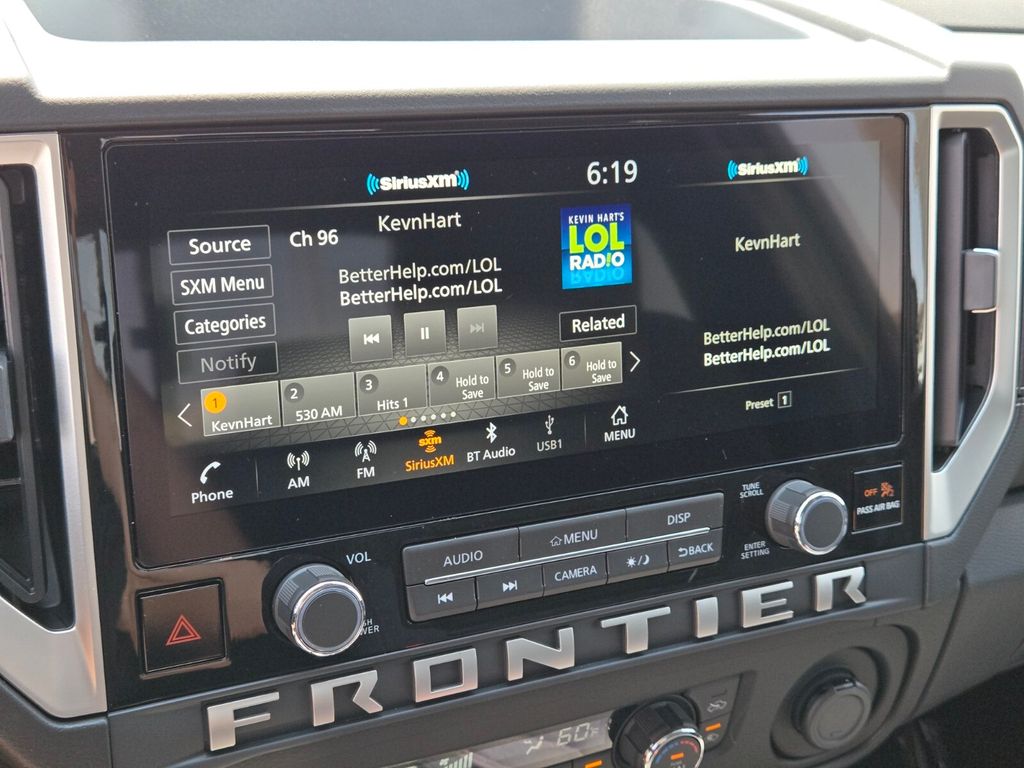 SiriusXM
6:19
SiriusXM
Source
Ch 96
KevnHart
KEVIN HART'S
LOL
RADIO
KevnHart
SXM Menu
BetterHelp.com/LOL
BetterHelp.com/LOL
Categories
Related
BetterHelp.com/LOL
BetterHelp.com/LOL
Notify
1
KevnHart
2
530 AM
3
Hits 1
4
Hold to
Save
5
Hold to
Save
6
Hold to
Save
Preset 1
Phone
AM
FM
sxm
SiriusXM
BT Audio
USB1
MENU
VOL
AUDIO
MENU
DISP
CAMERA
BACK
TUNE
SCROLL
ENTER
SETTING
OFF
PASS AIR BAG
FRONTIER
60°F